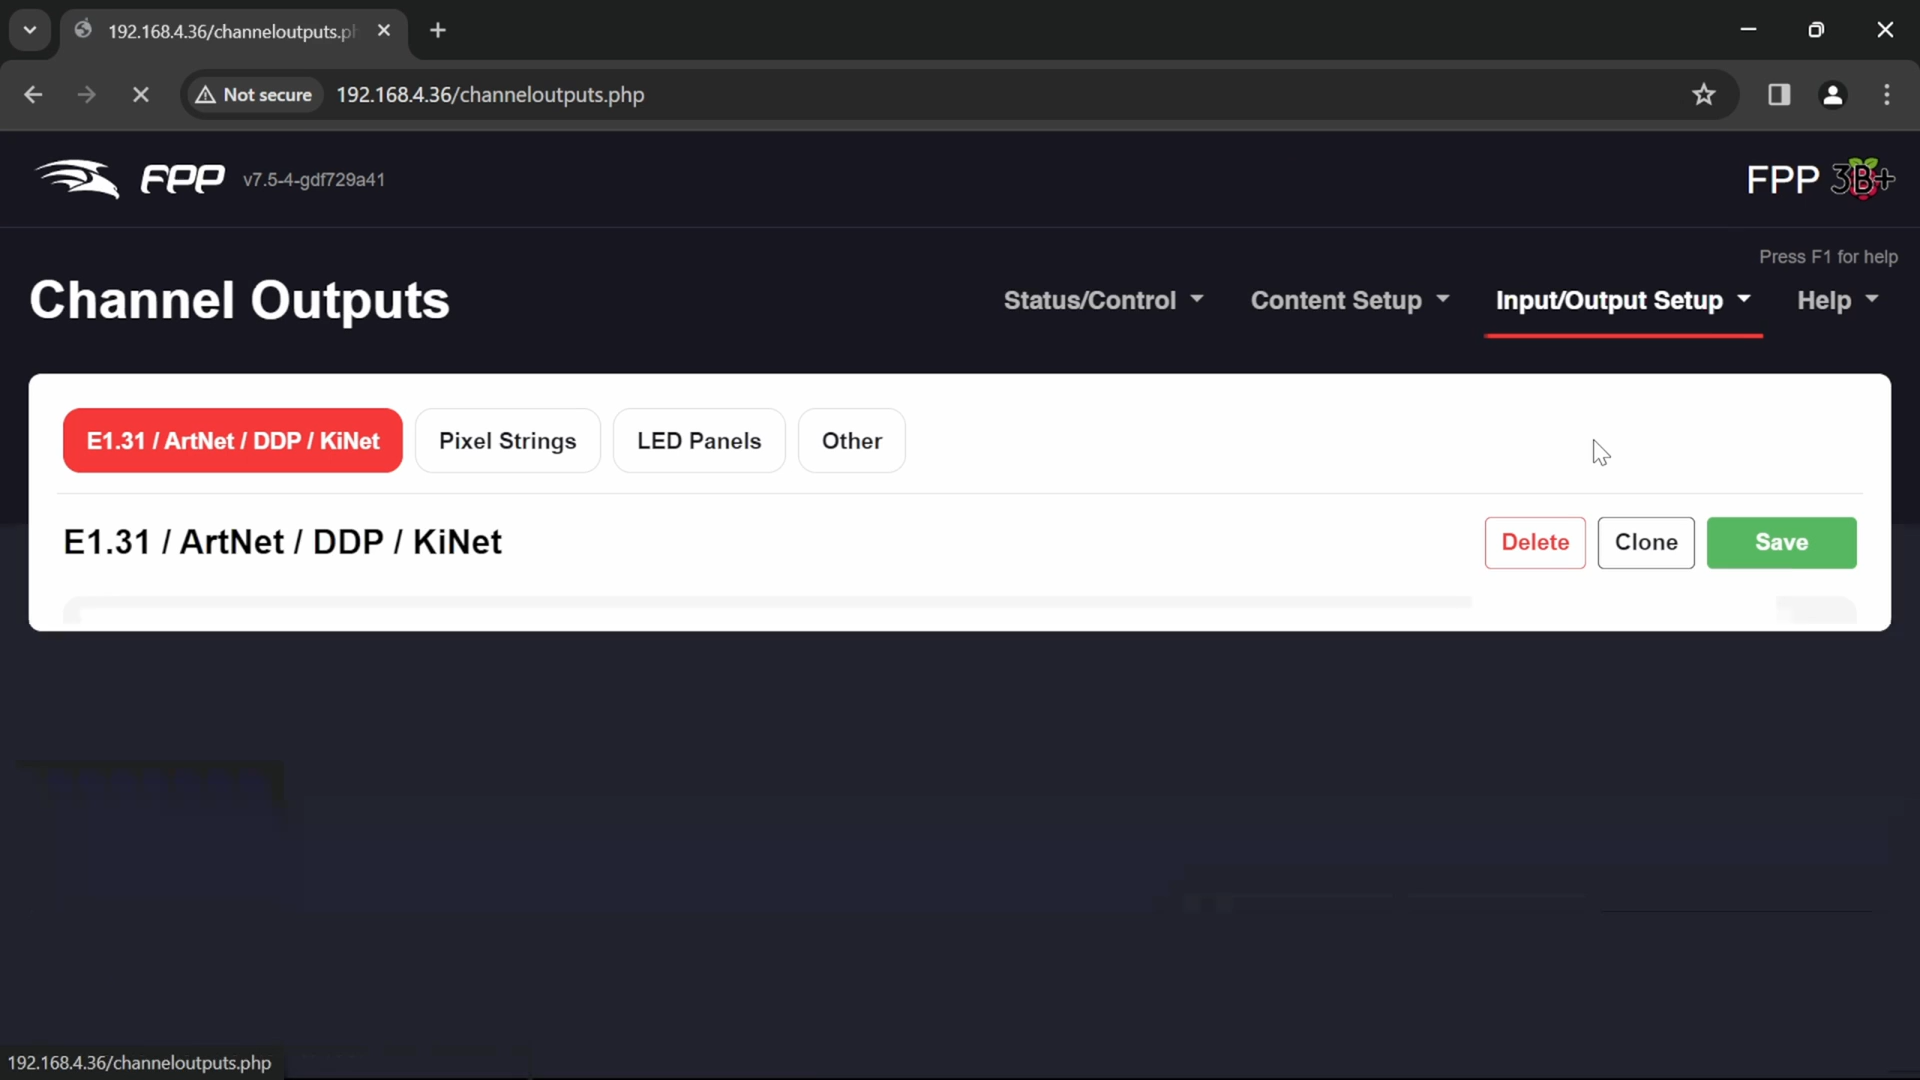 192.168.4.36/channeloutputs.ph
Not secure
192.168.4.36/channeloutputs.php
FPP
v7.5-4-gdf729a41
FPP 3B+
Press F1 for help
Channel Outputs
Status/Control
Content Setup
Input/Output Setup
Help
E1.31 / ArtNet / DDP / KiNet
Pixel Strings
LED Panels
Other
E1.31 / ArtNet / DDP / KiNet
Delete
Clone
Save
192.168.4.36/channeloutputs.php